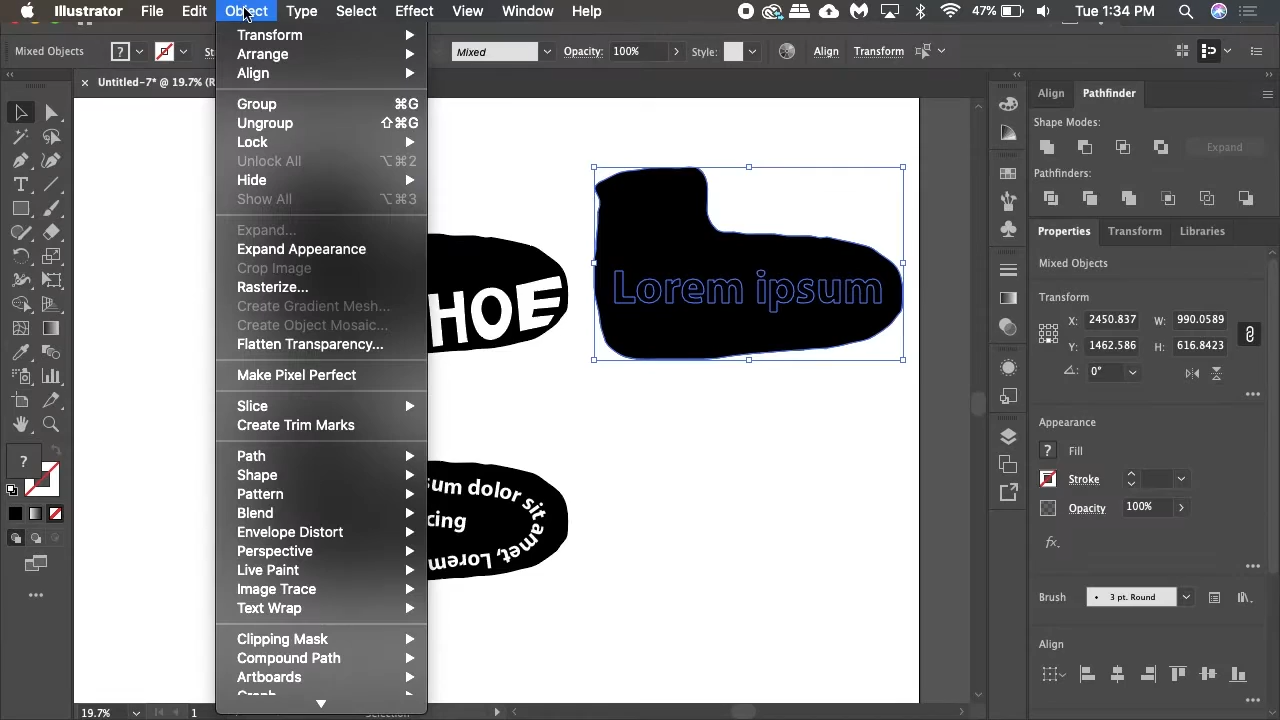 Illustrator File Edit Object Type Select Effect View Window Help 47% Tue 1:34 PM
Mixed Objects ? Mixed Opacity: 100% Style: Align Transform
× Untitled-7* @ 19.7%
Transform
Arrange
Align
Group ⌘G
Ungroup ⇧⌘G
Lock
Unlock All ⌥⌘2
Hide
Show All ⌥⌘3
Expand...
Expand Appearance
Crop Image
Rasterize...
Create Gradient Mesh...
Create Object Mosaic...
Flatten Transparency...
Make Pixel Perfect
Slice
Create Trim Marks
Path
Shape
Pattern
Blend
Envelope Distort
Perspective
Live Paint
Image Trace
Text Wrap
Clipping Mask
Compound Path
Artboards
HOE
Lorem ipsum
sum dolor sit amet, Lorem
cing
?
19.7% 1 Selection
Align Pathfinder
Shape Modes:
Expand
Pathfinders:
Properties Transform Libraries
Mixed Objects
Transform
X: 2450.837 W: 990.0589
Y: 1462.586 H: 616.8423
0°
Appearance
? Fill
Stroke
Opacity 100%
fx.
Brush 3 pt. Round
Align